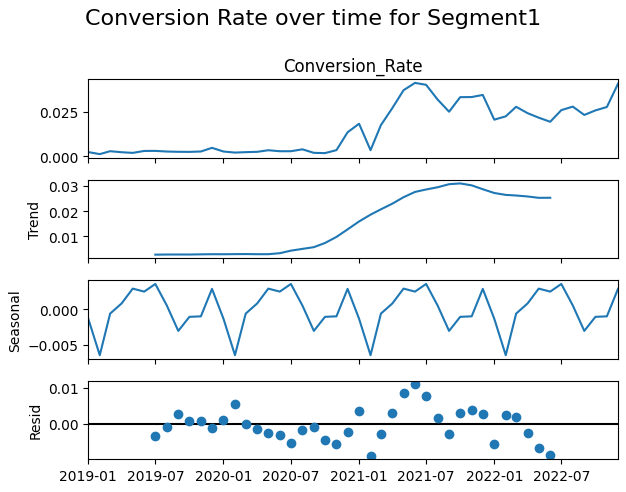 Conversion Rate over time for Segment1
Conversion_Rate
0.025
0.000
0.03
0.02
0.01
Trend
0.000
−0.005
Seasonal
0.01
0.00
Resid
2019-01 2019-07 2020-01 2020-07 2021-01 2021-07 2022-01 2022-07